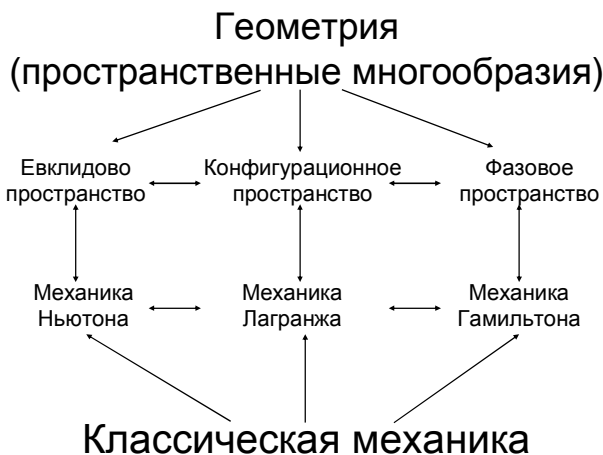 Геометрия
(пространственные многообразия)
Евклидово
пространство
Конфигурационное
пространство
Фазовое
пространство
Механика
Ньютона
Механика
Лагранжа
Механика
Гамильтона
Классическая механика